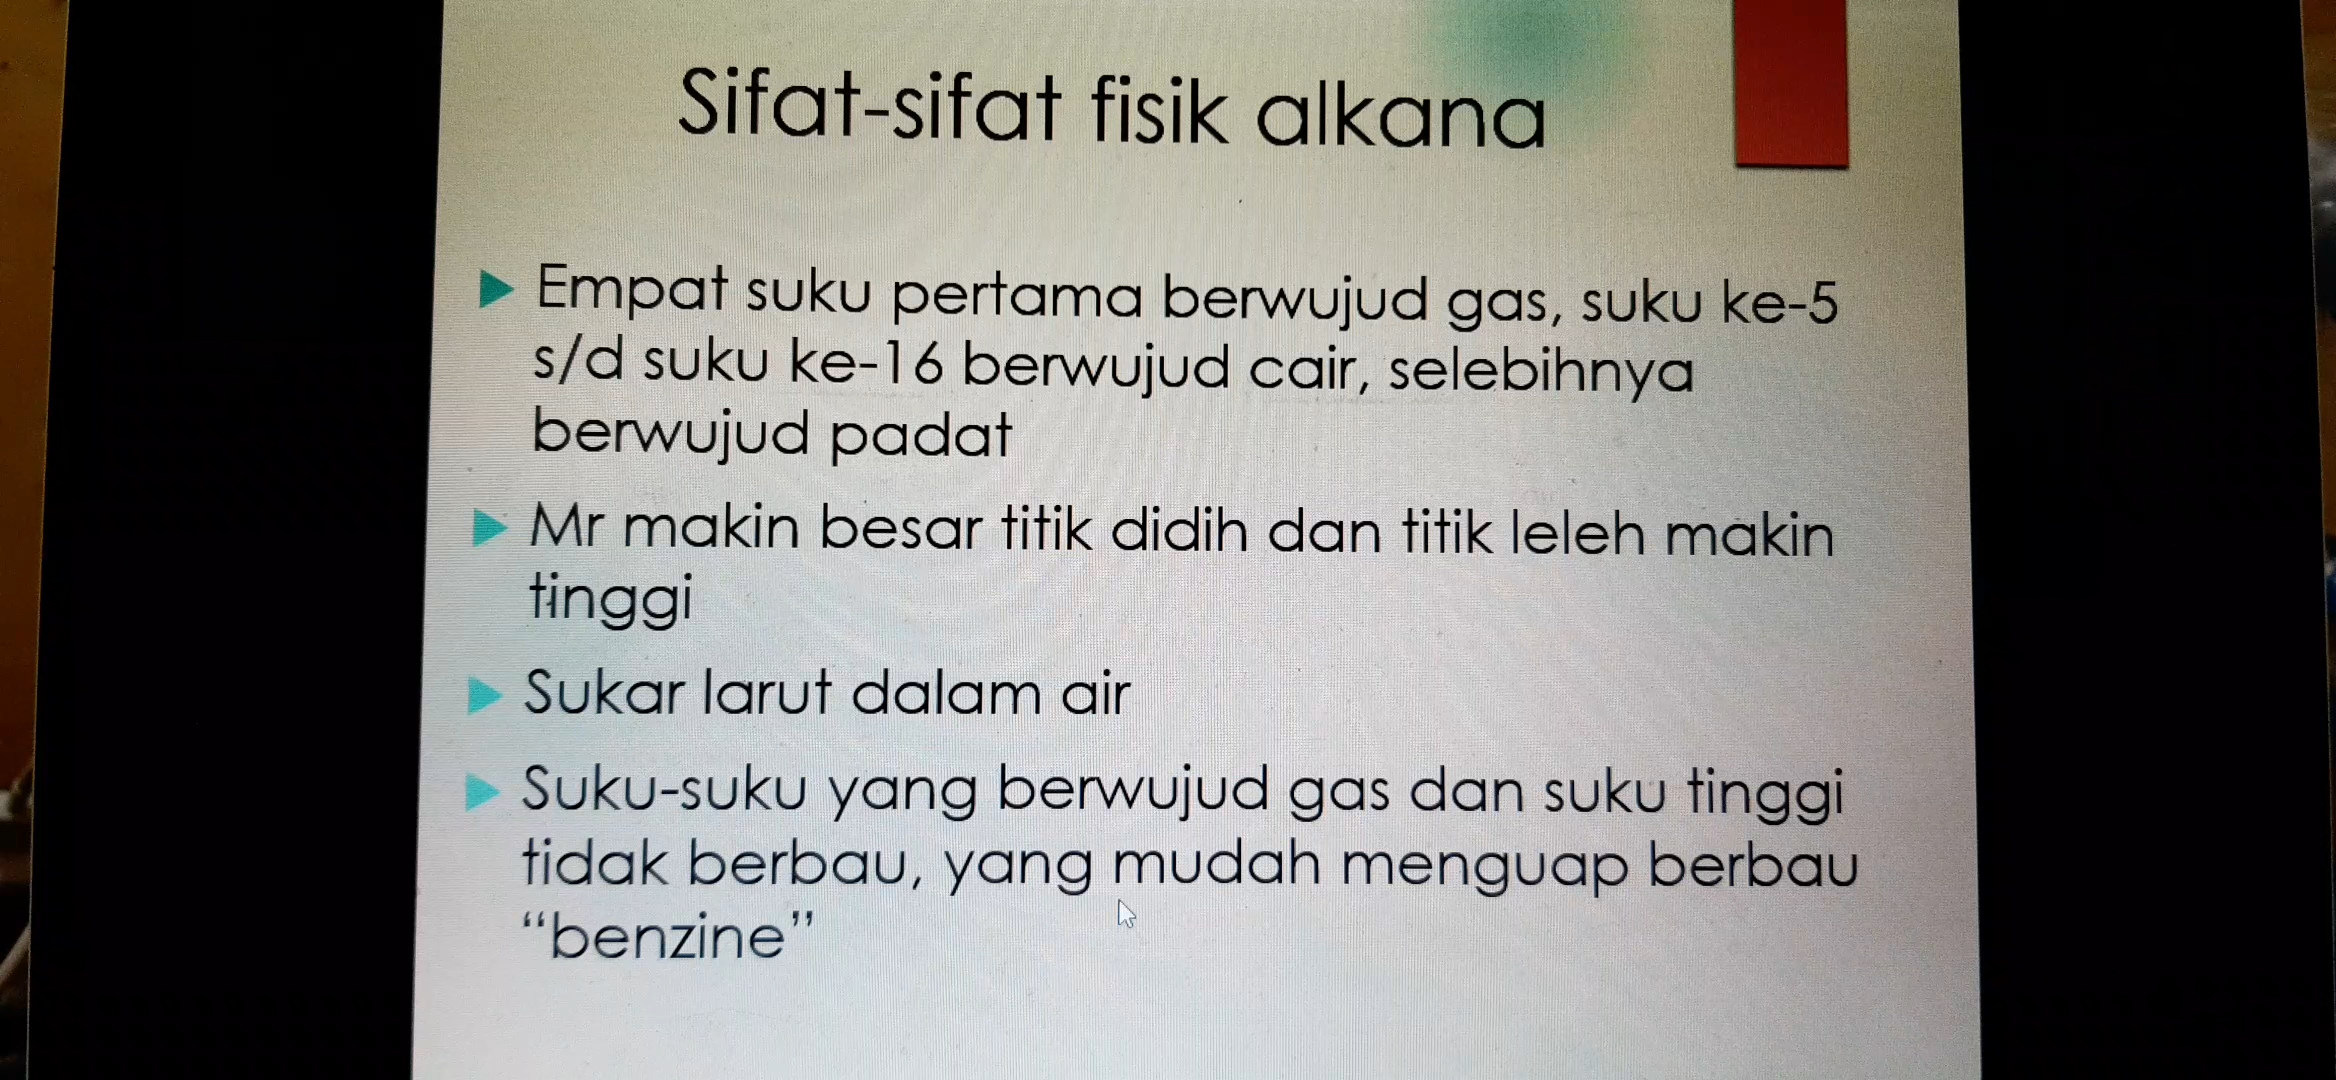 Sifat-sifat fisik alkana
Empat suku pertama berwujud gas, suku ke-5
s/d suku ke-16 berwujud cair, selebihnya
berwujud padat
Mr makin besar titik didih dan titik leleh makin
tinggi
Sukar larut dalam air
Suku-suku yang berwujud gas dan suku tinggi
tidak berbau, yang mudah menguap berbau
“benzine”